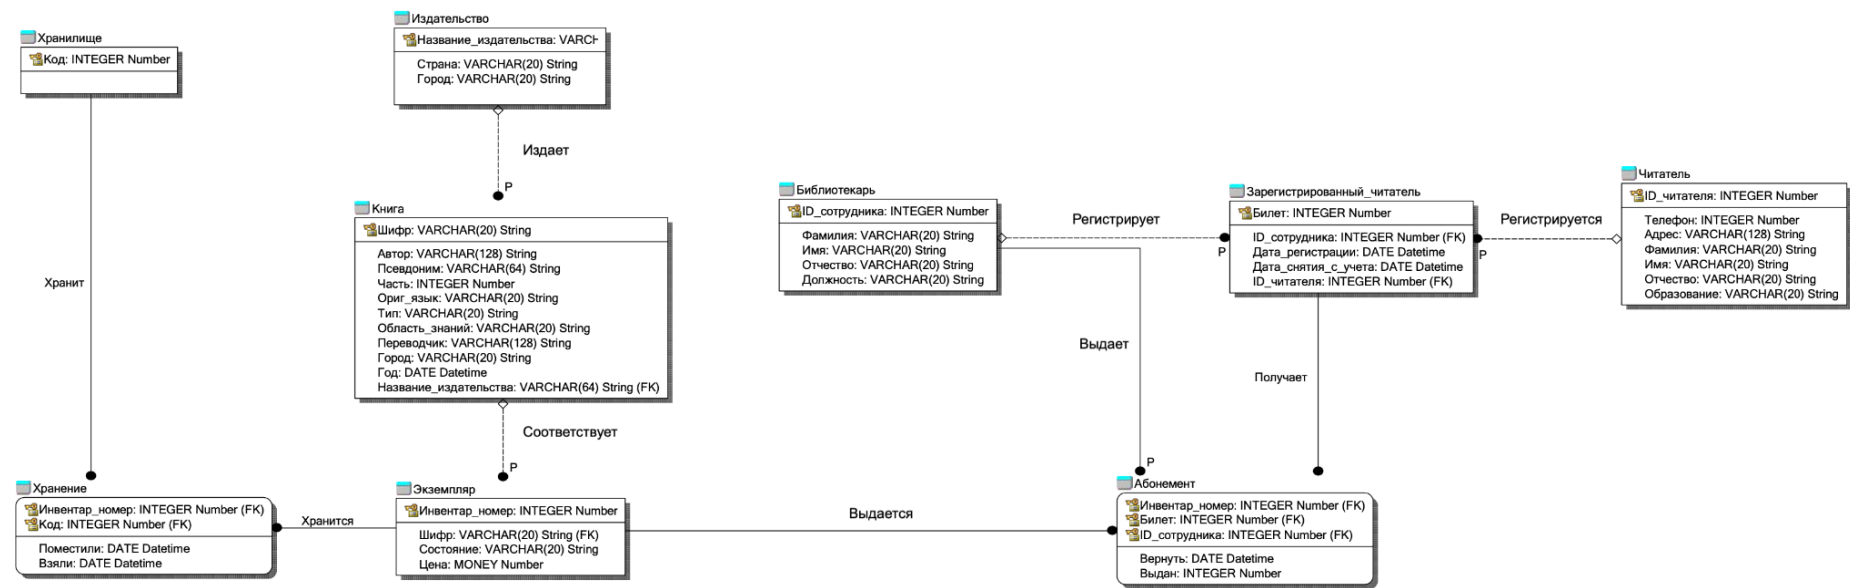 Хранилище
Код: INTEGER Number
Издательство
Название_издательства: VARCH
Страна: VARCHAR(20) String
Город: VARCHAR(20) String
Издает
P
Книга
Шифр: VARCHAR(20) String
Автор: VARCHAR(128) String
Псевдоним: VARCHAR(64) String
Часть: INTEGER Number
Ориг_язык: VARCHAR(20) String
Тип: VARCHAR(20) String
Область_знаний: VARCHAR(20) String
Переводчик: VARCHAR(128) String
Город: VARCHAR(20) String
Год: DATE Datetime
Название_издательства: VARCHAR(64) String (FK)
Хранит
Соответствует
P
Библиотекарь
ID_сотрудника: INTEGER Number
Фамилия: VARCHAR(20) String
Имя: VARCHAR(20) String
Отчество: VARCHAR(20) String
Должность: VARCHAR(20) String
Регистрирует
P
Зарегистрированный_читатель
Билет: INTEGER Number
ID_сотрудника: INTEGER Number (FK)
Дата_регистрации: DATE Datetime
Дата_снятия_с_учета: DATE Datetime
ID_читателя: INTEGER Number (FK)
Регистрируется
P
Читатель
ID_читателя: INTEGER Number
Телефон: INTEGER Number
Адрес: VARCHAR(128) String
Фамилия: VARCHAR(20) String
Имя: VARCHAR(20) String
Отчество: VARCHAR(20) String
Образование: VARCHAR(20) String
Выдает
P
Получает
Хранение
Инвентар_номер: INTEGER Number (FK)
Код: INTEGER Number (FK)
Поместили: DATE Datetime
Взяли: DATE Datetime
Хранится
Экземпляр
Инвентар_номер: INTEGER Number
Шифр: VARCHAR(20) String (FK)
Состояние: VARCHAR(20) String
Цена: MONEY Number
Выдается
Абонемент
Инвентар_номер: INTEGER Number (FK)
Билет: INTEGER Number (FK)
ID_сотрудника: INTEGER Number (FK)
Вернуть: DATE Datetime
Выдан: INTEGER Number